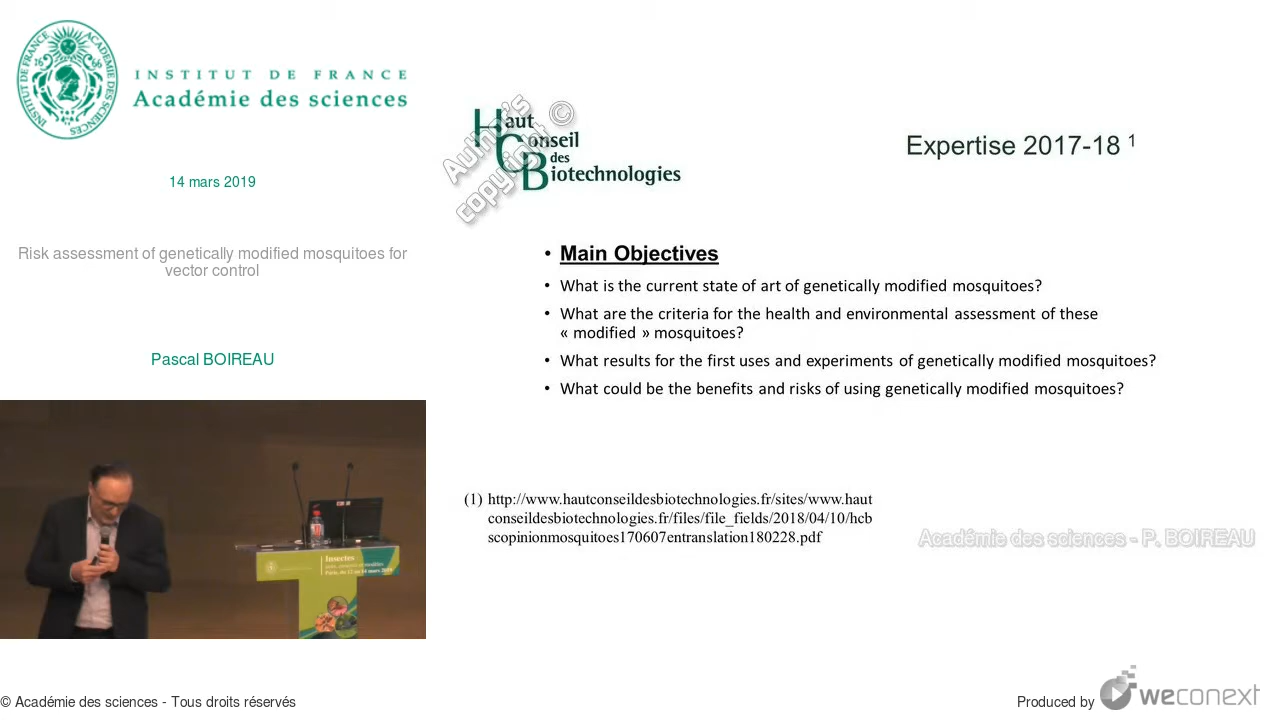 INSTITUT DE FRANCE
Académie des sciences
14 mars 2019
Risk assessment of genetically modified mosquitoes for
vector control
Pascal BOIREAU
Haut
Conseil
des
Biotechnologies
Author's
copyright ©
Expertise 2017-18 ¹
• Main Objectives
• What is the current state of art of genetically modified mosquitoes?
• What are the criteria for the health and environmental assessment of these
« modified » mosquitoes?
• What results for the first uses and experiments of genetically modified mosquitoes?
• What could be the benefits and risks of using genetically modified mosquitoes?
(1) http://www.hautconseildesbiotechnologies.fr/sites/www.haut
conseildesbiotechnologies.fr/files/file_fields/2018/04/10/hcb
scopinionmosquitoes170607entranslation180228.pdf
Académie des sciences - P. BOIREAU
Insectes
© Académie des sciences - Tous droits réservés
Produced by weconext